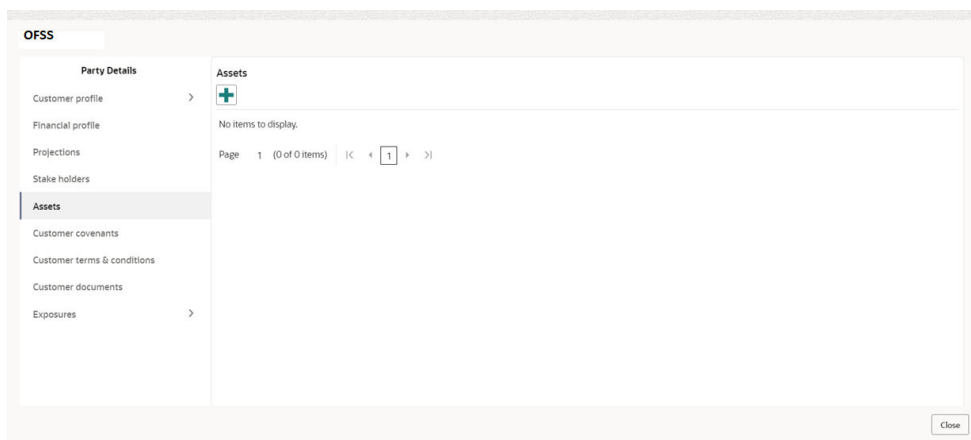 OFSS
Party Details
Customer profile
Financial profile
Projections
Stake holders
Assets
Customer covenants
Customer terms & conditions
Customer documents
Exposures
Assets
No items to display.
Page 1 (0 of 0 items) 1
Close